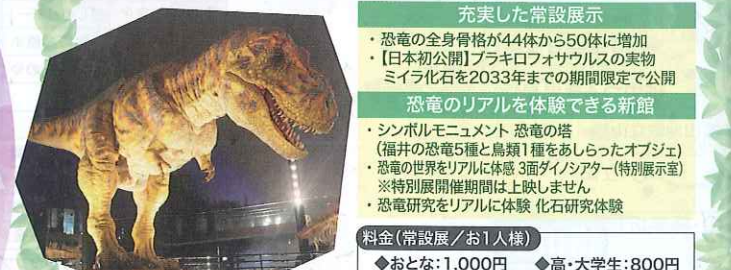 充実した常設展示
・恐竜の全身骨格が44体から50体に増加
・【日本初公開】ブラキロフォサウルスの実物
ミイラ化石を2033年までの期間限定で公開
恐竜のリアルを体験できる新館
・シンボルモニュメント 恐竜の塔
(福井の恐竜5種と鳥類1種をあしらったオブジェ)
・恐竜の世界をリアルに体感 3面ダイノシアター(特別展示室)
※特別展開催期間は上映しません
・恐竜研究をリアルに体験 化石研究体験
料金(常設展/お1人様)
◆おとな:1,000円 ◆高・大学生:800円